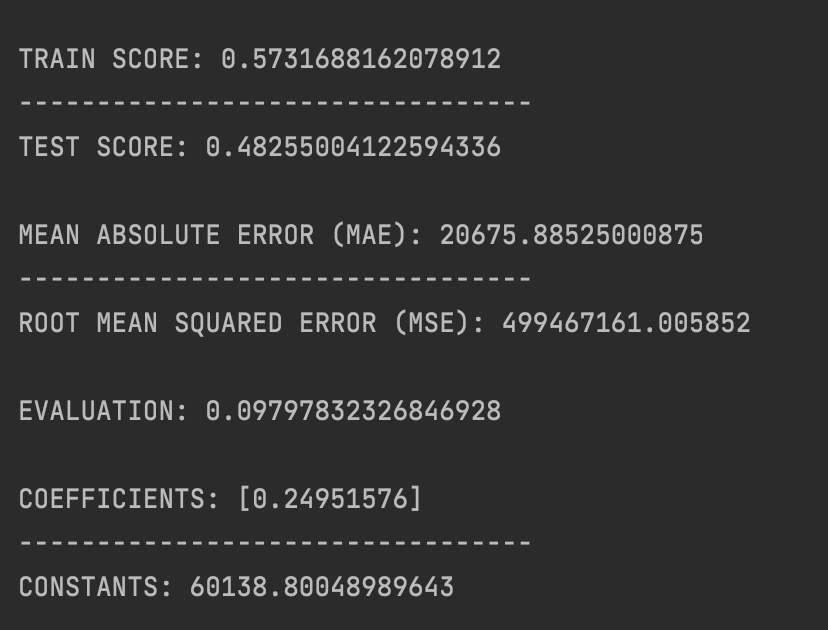 TRAIN SCORE: 0.5731688162078912
---------------------------------
TEST SCORE: 0.48255004122594336
MEAN ABSOLUTE ERROR (MAE): 20675.88525000875
---------------------------------
ROOT MEAN SQUARED ERROR (MSE): 499467161.005852
EVALUATION: 0.09797832326846928
COEFFICIENTS: [0.24951576]
---------------------------------
CONSTANTS: 60138.80048989643